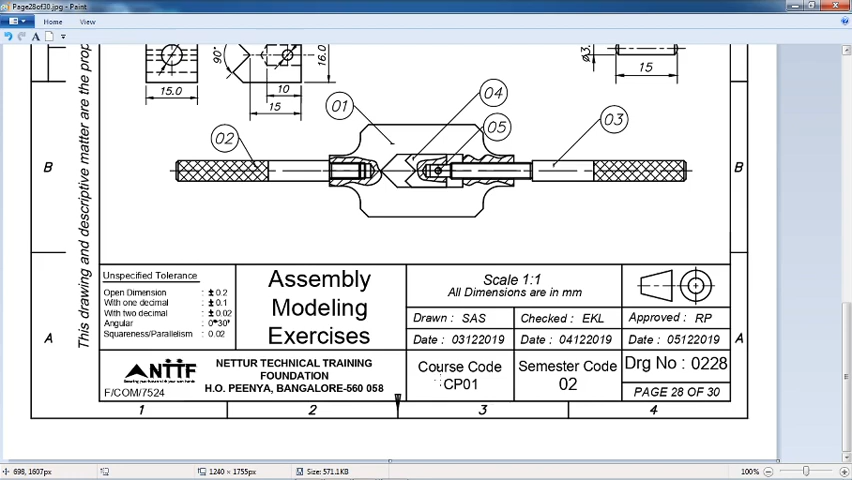 Page28of30.jpg - Paint
Home View
A
90°
16.0
Ø3.
15.0
10
15
15
01
02
03
04
05
B
B
This drawing and descriptive matter are the prop
Unspecified Tolerance
Open Dimension : ± 0.2
With one decimal : ± 0.1
With two decimal : ± 0.02
Angular : 0°30'
Squareness/Parallelism : 0.02
Assembly
Modeling
Exercises
Scale 1:1
All Dimensions are in mm
Drawn : SAS
Checked : EKL
Approved : RP
Date : 03122019
Date : 04122019
Date : 05122019
A
A
NTTF
NETTUR TECHNICAL TRAINING
FOUNDATION
H.O. PEENYA, BANGALORE-560 058
F/COM/7524
Course Code
CP01
Semester Code
02
Drg No : 0228
PAGE 28 OF 30
1 2 3 4
698, 1607px
1240 × 1755px
Size: 571.1KB
100%